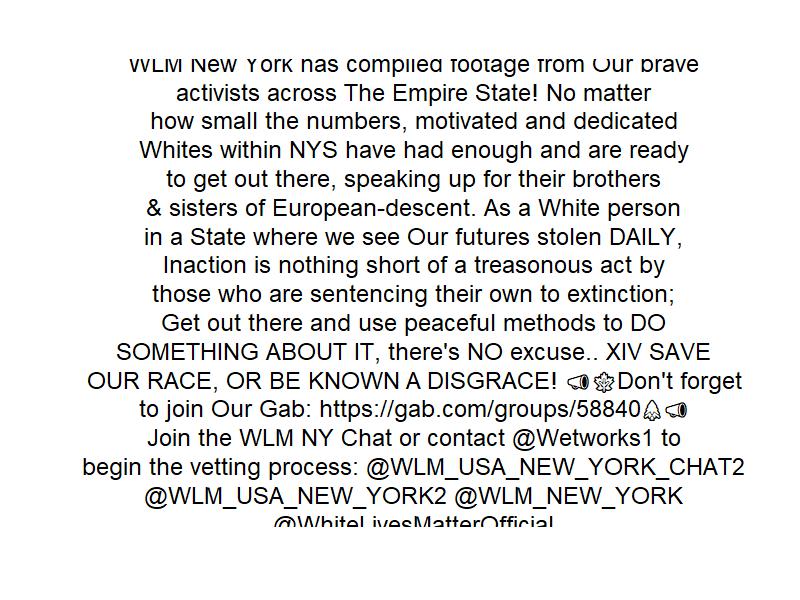 WLM New York has compiled footage from Our brave
activists across The Empire State! No matter
how small the numbers, motivated and dedicated
Whites within NYS have had enough and are ready
to get out there, speaking up for their brothers
& sisters of European-descent. As a White person
in a State where we see Our futures stolen DAILY,
Inaction is nothing short of a treasonous act by
those who are sentencing their own to extinction;
Get out there and use peaceful methods to DO
SOMETHING ABOUT IT, there's NO excuse.. XIV SAVE
OUR RACE, OR BE KNOWN A DISGRACE! 📣🍁Don't forget
to join Our Gab: https://gab.com/groups/58840🌲📣
Join the WLM NY Chat or contact @Wetworks1 to
begin the vetting process: @WLM_USA_NEW_YORK_CHAT2
@WLM_USA_NEW_YORK2 @WLM_NEW_YORK
@WhiteLivesMatterOfficial